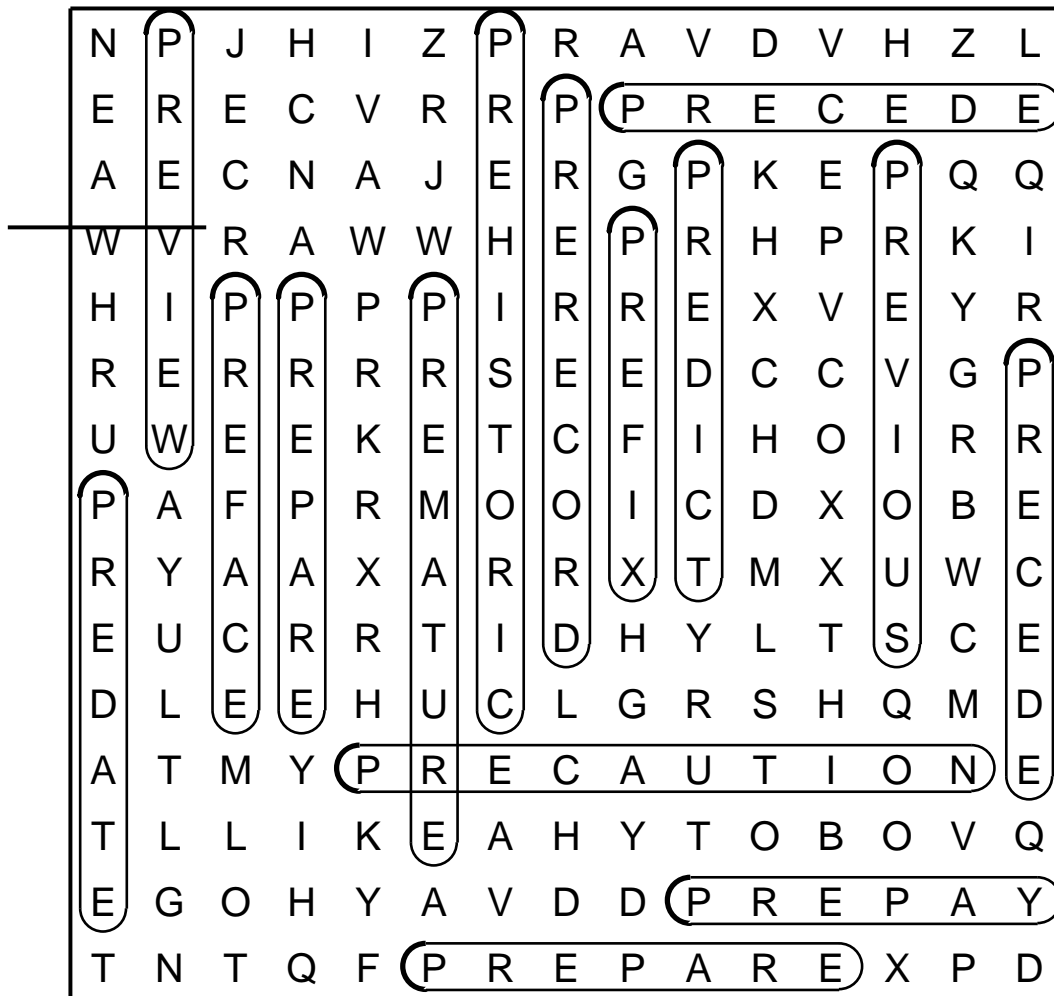 N P J H I Z P R A V D V H Z L
E R E C V R R P P R E C E D E
A E C N A J E R G P K E P Q Q
W V R A W W H E P R H P R K I
H I P P P P I R R E X V E Y R
R E R R R R S E E D C C V G P
U W E E K E T C F I H O I R R
P A F P R M O O I C D X O B E
R Y A A X A R R X T M X U W C
E U C R R T I D H Y L T S C E
D L E E H U C L G R S H Q M D
A T M Y P R E C A U T I O N E
T L L I K E A H Y T O B O V Q
E G O H Y A V D D P R E P A Y
T N T Q F P R E P A R E X P D